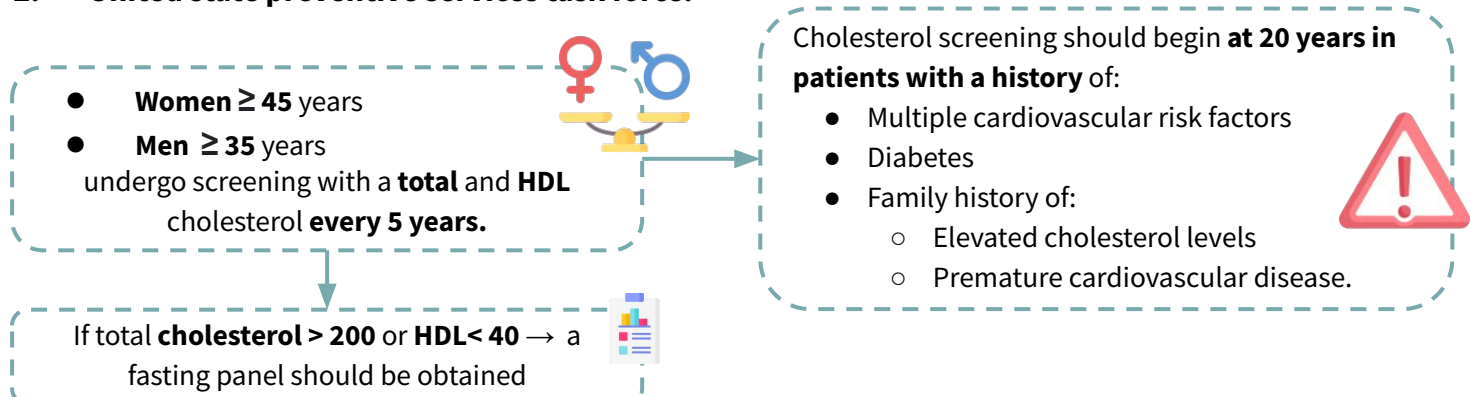 ● Women ≥ 45 years
● Men ≥ 35 years
undergo screening with a total and HDL
cholesterol every 5 years.
If total cholesterol > 200 or HDL< 40 → a
fasting panel should be obtained
Cholesterol screening should begin at 20 years in
patients with a history of:
● Multiple cardiovascular risk factors
● Diabetes
● Family history of:
○ Elevated cholesterol levels
○ Premature cardiovascular disease.